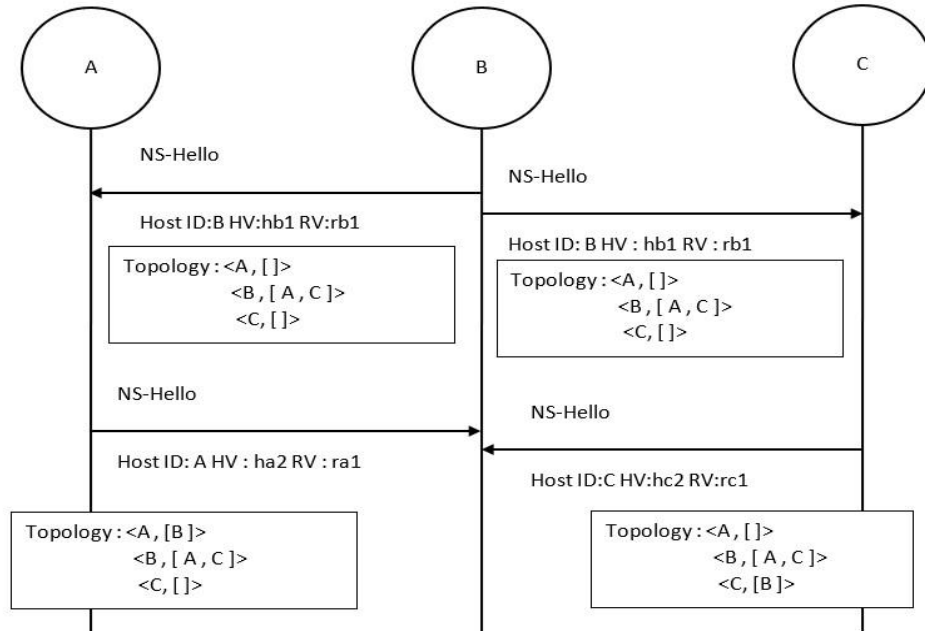 A
B
C
NS-Hello
NS-Hello
Host ID:B HV:hb1 RV:rb1
Host ID: B HV : hb1 RV : rb1
Topology : <A , [ ]>
<B , [ A , C ]>
<C, [ ]>
Topology : <A , [ ]>
<B , [ A , C ]>
<C, [ ]>
NS-Hello
NS-Hello
Host ID: A HV : ha2 RV : ra1
Host ID:C HV:hc2 RV:rc1
Topology : <A , [B ]>
<B , [ A , C ]>
<C, [ ]>
Topology : <A , [ ]>
<B , [ A , C ]>
<C, [B ]>